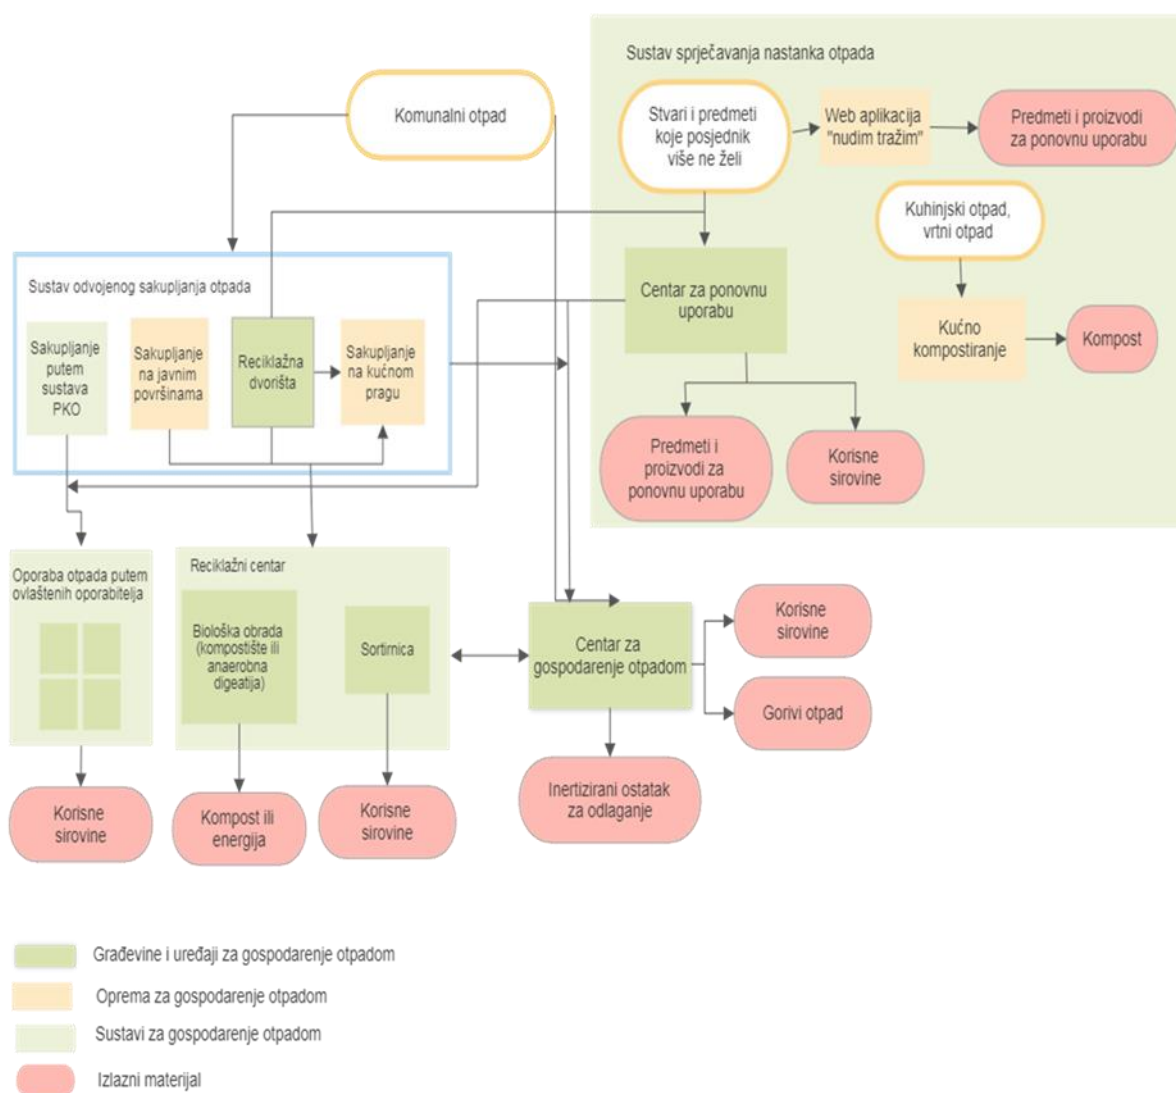 Sustav sprječavanja nastanka otpada
Komunalni otpad
Stvari i predmeti
koje posjednik
više ne želi
Web aplikacija
"nudim tražim"
Predmeti i proizvodi
za ponovnu uporabu
Kuhinjski otpad,
vrtni otpad
Sustav odvojenog sakupljanja otpada
Centar za ponovnu
uporabu
Kućno
kompostiranje
Kompost
Sakupljanje
putem
sustava
PKO
Sakupljanje
na javnim
površinama
Reciklažna
dvorišta
Sakupljanje
na kućnom
pragu
Predmeti i
proizvodi za
ponovnu uporabu
Korisne
sirovine
Oporaba otpada putem
ovlaštenih oporabitelja
Reciklažni centar
Biološka obrada
(kompostište ili
anaerobna
digeatija)
Sortirnica
Centar za
gospodarenje otpadom
Korisne
sirovine
Gorivi otpad
Korisne
sirovine
Kompost ili
energija
Korisne
sirovine
Inertizirani ostatak
za odlaganje
Građevine i uređaji za gospodarenje otpadom
Oprema za gospodarenje otpadom
Sustavi za gospodarenje otpadom
Izlazni materijal